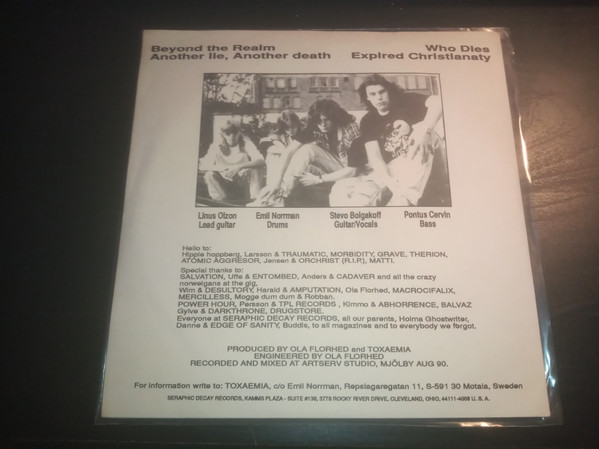 Beyond the Realm Who Dies
Another lie, Another death Expired Christianaty
Linus Olzon Emil Norrman Stevo Bolgakoff Pontus Cervin
Lead guitar Drums Guitar/Vocals Bass
Hello to:
Hippie hoppberg, Larsson & TRAUMATIC, MORBIDITY, GRAVE, THERION,
ATOMIC AGGRESOR, Jensen & ORCHRIST (R.I.P.), MATTI.
Special thanks to:
SALVATION, Uffe & ENTOMBED, Anders & CADAVER and all the crazy
norweigans at the gig,
Wim & DESULTORY, Harald & AMPUTATION, Ola Florhed, MACROCIFALIX,
MERCILLESS, Mogge dum dum & Robban.
POWER HOUR, Persson & TPL RECORDS , Kimmo & ABHORRENCE, BALVAZ
Gylve & DARKTHRONE, DRUGSTORE,
Everyone at SERAPHIC DECAY RECORDS, all our parents, Holma Ghostwriter,
Danne & EDGE OF SANITY, Buddis, to all magazines and to everybody we forgot.
PRODUCED BY OLA FLORHED and TOXAEMIA
ENGINEERED BY OLA FLORHED
RECORDED AND MIXED AT ARTSERV STUDIO, MJÖLBY AUG 90.
For information write to: TOXAEMIA, c/o Emil Norrman, Repslagaregatan 11, S-591 30 Motala, Sweden
SERAPHIC DECAY RECORDS, KAMMS PLAZA - SUITE #138, 3778 ROCKY RIVER DRIVE, CLEVELAND, OHIO, 44111-4668 U. S. A.